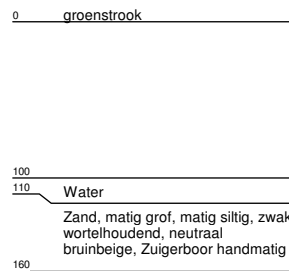 0 groenstrook
100
110 Water
Zand, matig grof, matig siltig, zwak
wortelhoudend, neutraal
bruinbeige, Zuigerboor handmatig
160